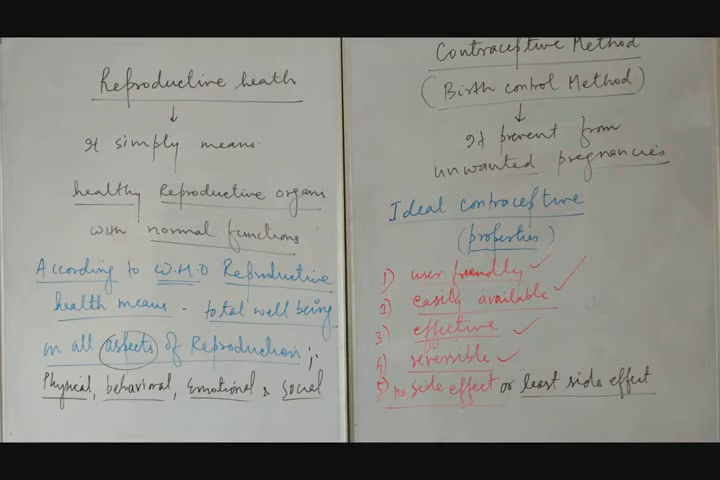 Reproductive heath
It simply means
healthy Reproductive organs
with normal functions
According to W.H.O Reproductive
health means - total well being
in all aspects of Reproduction;.
Physical, behavioral, Emotional & Social
Contraceptive Method
(Birth control Method)
It prevent from
unwanted pregnancies
Ideal contraceptive
(properties)
1) user friendly
2) easily available
3) effective
4) reversible
5) no side effect or least side effect